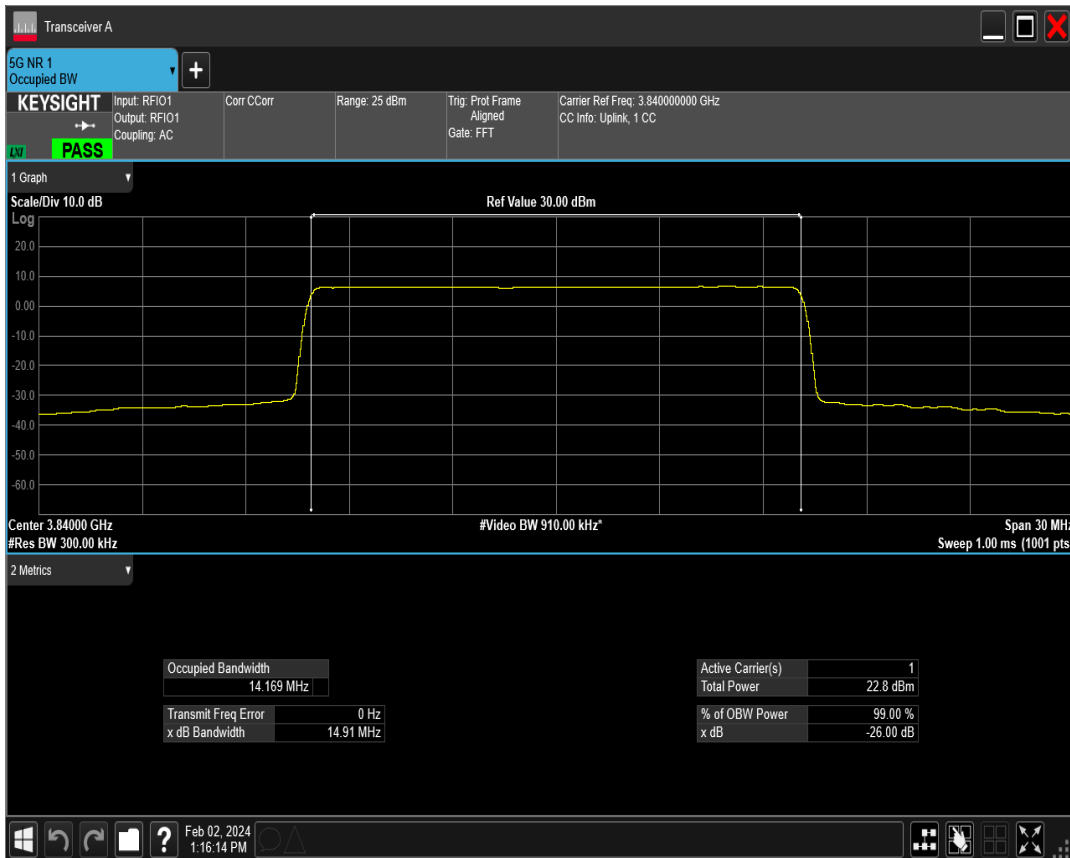 Transceiver A
5G NR 1
Occupied BW
+
KEYSIGHT
LXI
PASS
Input: RFIO1
Output: RFIO1
Coupling: AC
Corr CCorr
Range: 25 dBm
Trig: Prot Frame
Aligned
Gate: FFT
Carrier Ref Freq: 3.840000000 GHz
CC Info: Uplink, 1 CC
1 Graph
Scale/Div 10.0 dB
Ref Value 30.00 dBm
Log
20.0
10.0
0.00
-10.0
-20.0
-30.0
-40.0
-50.0
-60.0
Center 3.84000 GHz
#Video BW 910.00 kHz*
Span 30 MHz
#Res BW 300.00 kHz
Sweep 1.00 ms (1001 pts
2 Metrics
Occupied Bandwidth
14.169 MHz
Transmit Freq Error 0 Hz
x dB Bandwidth 14.91 MHz
Active Carrier(s) 1
Total Power 22.8 dBm
% of OBW Power 99.00 %
x dB -26.00 dB
?
Feb 02, 2024
1:16:14 PM